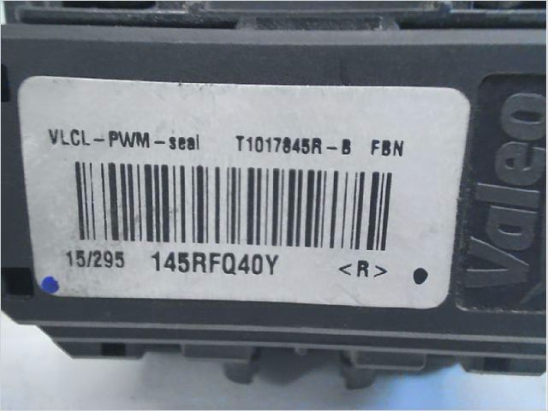 VLCL-PWM-seal T1017845R-B FBN
15/295 145RFQ40Y <R>
Valeo